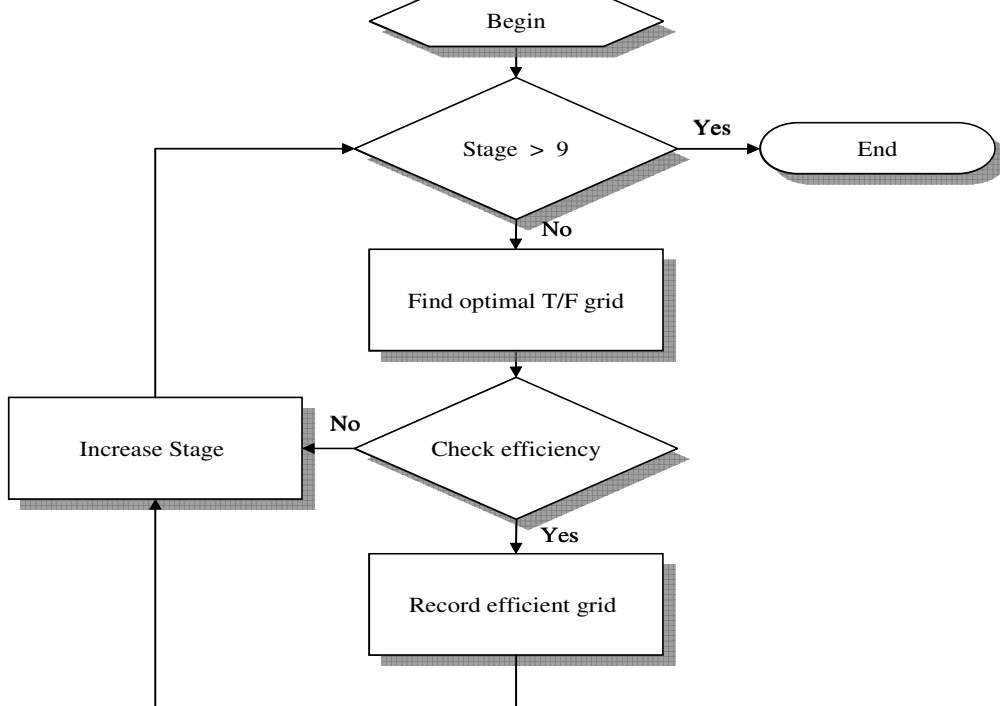 Begin
Stage > 9
Yes
End
No
Find optimal T/F grid
Check efficiency
No
Increase Stage
Yes
Record efficient grid